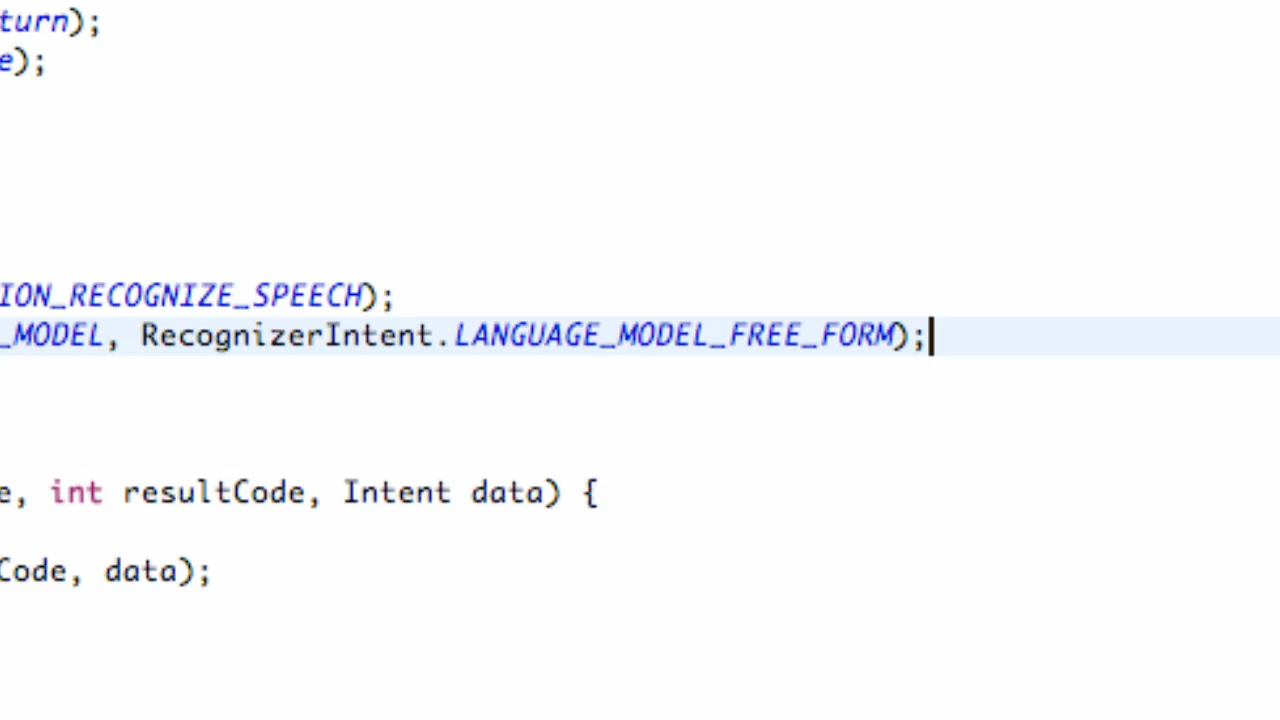 turn);
e);
ION_RECOGNIZE_SPEECH);
_MODEL, RecognizerIntent.LANGUAGE_MODEL_FREE_FORM);
e, int resultCode, Intent data) {
Code, data);